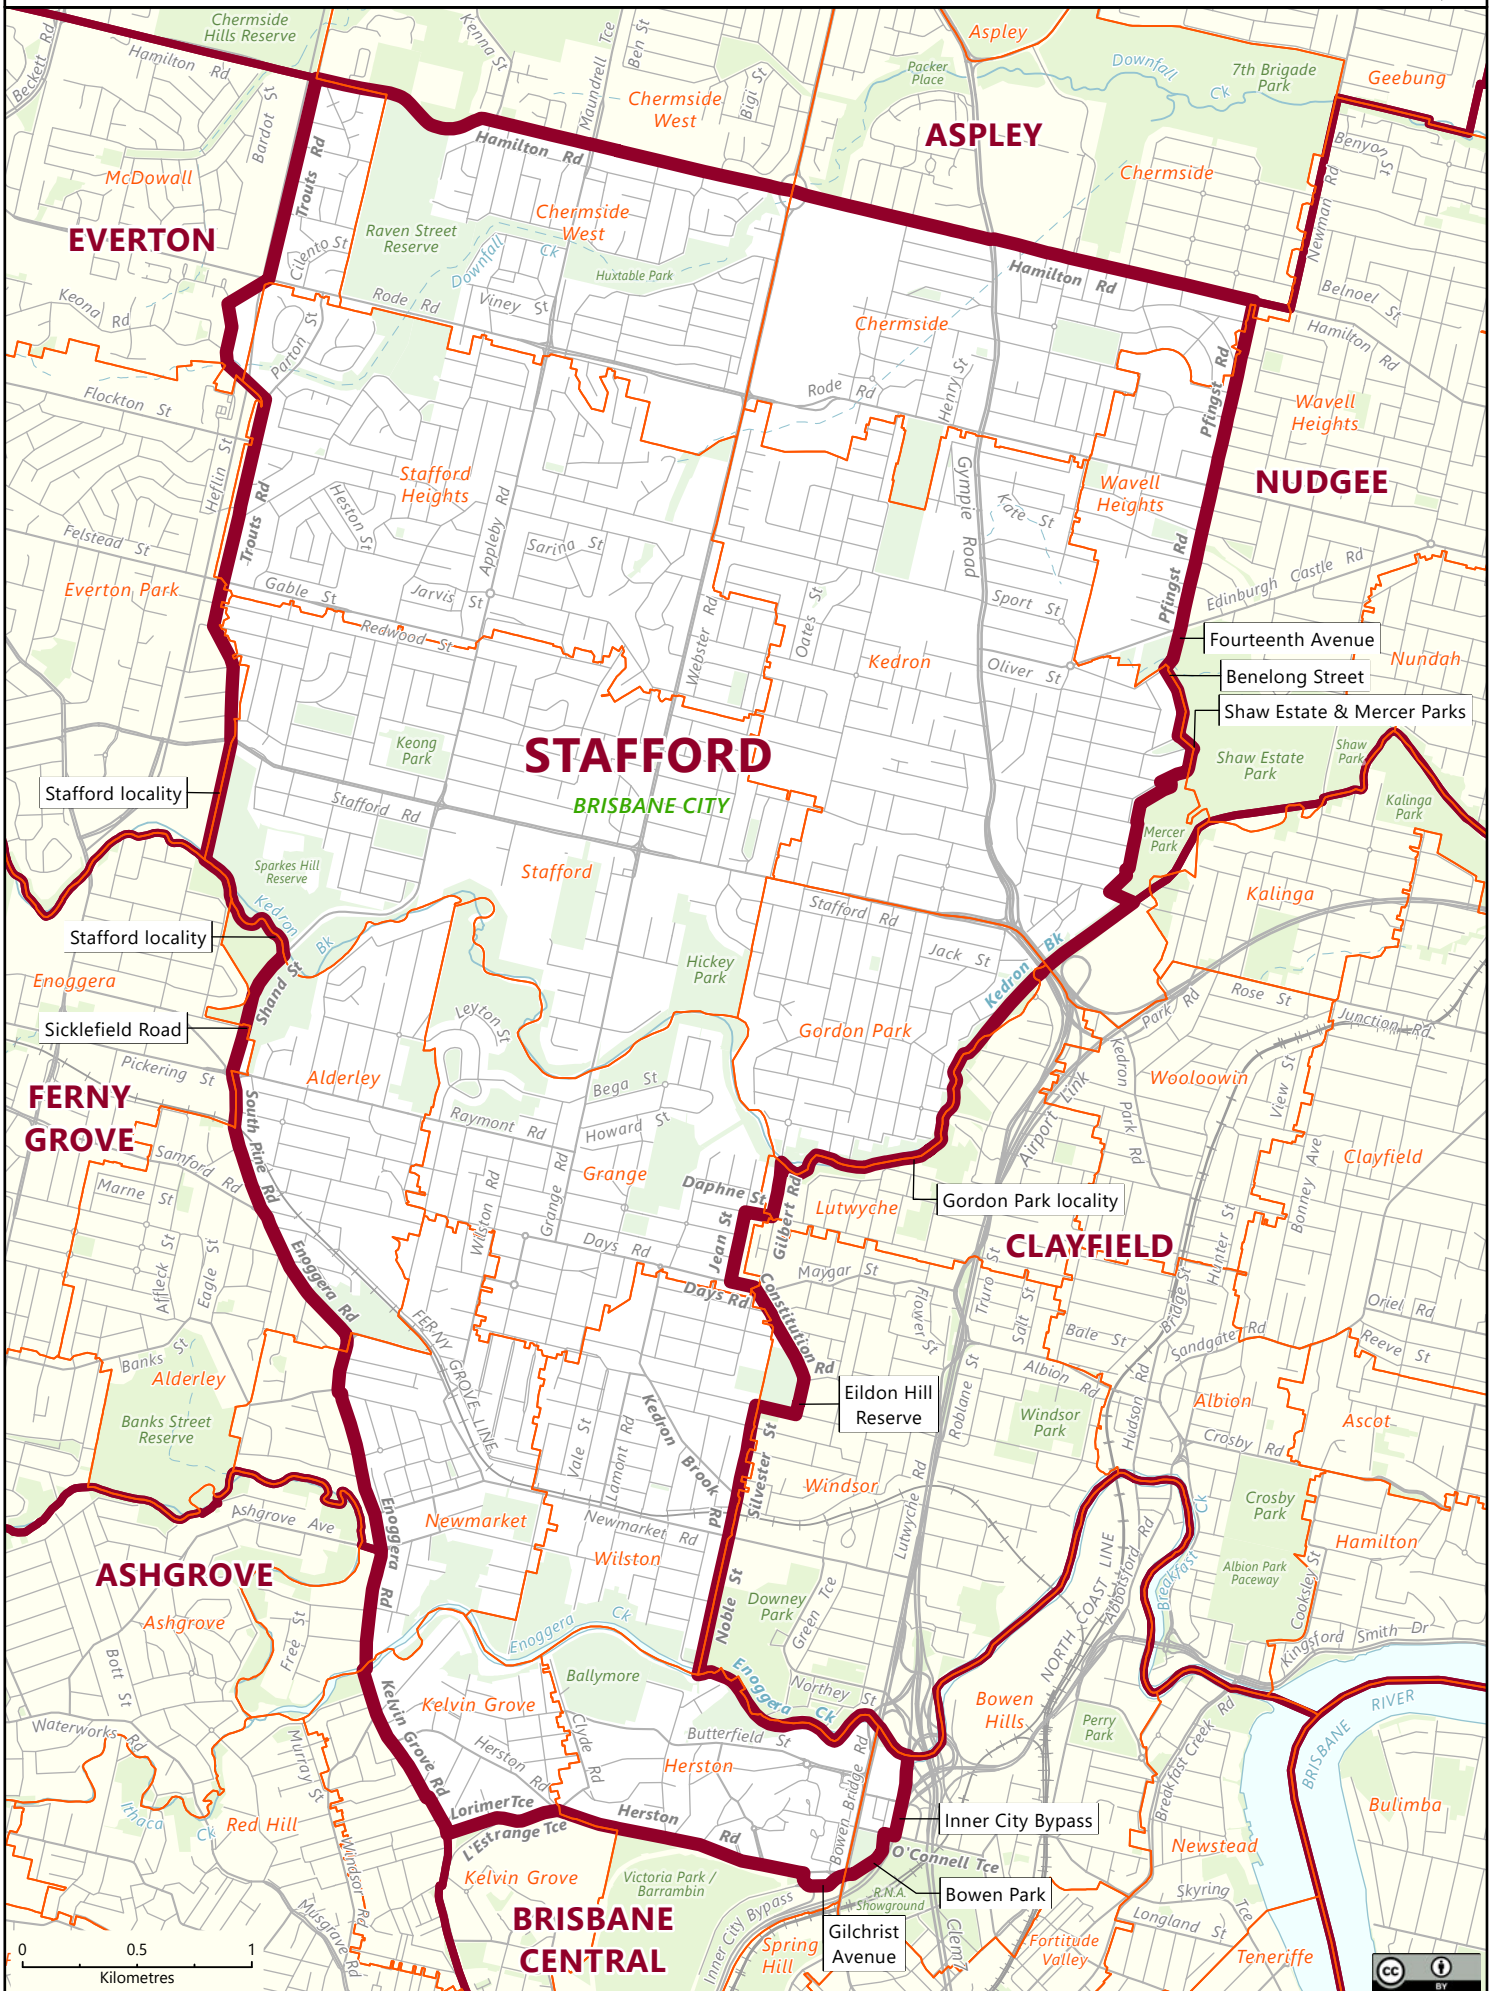 Chermside
Hills Reserve
Hamilton Rd
Beckett Rd
Bardot St
McDowall
EVERTON
Keona Rd
Flockton St
Heflin St
Felstead St
Everton Park
Kenna St
Maundrell Tce
Ben St
Bigi St
Chermside
West
Aspley
Packer
Place
Downfall
Ck
7th Brigade
Park
Geebung
ASPLEY
Chermside
Benyon St
Newman Rd
Belnoel St
Hamilton Rd
Trouts Rd
Hamilton Rd
Cilento St
Raven Street
Reserve
Chermside
West
Downfall
Ck
Huxtable Park
Rode Rd
Viney St
Parton St
Hamilton Rd
Chermside
Rode Rd
Henry St
Pfingst Rd
Wavell
Heights
NUDGEE
Stafford
Heights
Heston St
Appleby Rd
Sarina St
Trouts Rd
Gable St
Jarvis St
Redwood St
Webster Rd
Oates St
Gympie Road
Kate St
Wavell
Heights
Sport St
Pfingst Rd
Edinburgh Castle Rd
Kedron
Oliver St
Fourteenth Avenue
Benelong Street
Nundah
Shaw Estate & Mercer Parks
Shaw Estate
Park
Shaw
Park
Kalinga
Park
Mercer
Park
Kalinga
Keong
Park
STAFFORD
BRISBANE CITY
Stafford locality
Stafford Rd
Sparkes Hill
Reserve
Stafford
Kedron
Bk
Stafford locality
Enoggera
Shand St
Sicklefield Road
Pickering St
FERNY
GROVE
Stafford Rd
Jack St
Kedron Bk
Hickey
Park
Gordon Park
Leyton St
Alderley
Bega St
Raymont Rd
Howard St
Grange
Park Rd
Rose St
Junction Rd
Kedron Park Rd
Wooloowin
View St
Airport Link
Clayfield
Bonney Ave
Hunter St
South Pine Rd
Samford Rd
Marne St
Affleck St
Eagle St
Enoggera Rd
Wilston Rd
Grange Rd
Days Rd
Daphne St
Jean St
Gilbert Rd
Days Rd
Constitution Rd
Lutwyche
Gordon Park locality
CLAYFIELD
Maygar St
Flower St
Truro St
Salt St
Bale St
Bridge St
Sandgate Rd
Oriel Rd
Reeve St
Albion Rd
Albion
Hudson Rd
Ascot
Crosby Rd
Banks St
Alderley
Banks Street
Reserve
FERNY GROVE LINE
Kedron Brook Rd
Vale St
Lamont Rd
Eildon Hill
Reserve
Roblane St
Windsor
Park
Silvester St
Windsor
Lutwyche Rd
Newmarket
Newmarket Rd
Wilston
Enoggera Rd
Ashgrove Ave
ASHGROVE
Ashgrove
Free St
Bott St
Waterworks Rd
Noble St
Downey
Park
Green Tce
Enoggera
Ck
Ballymore
Enoggera Ck
Northey St
Butterfield St
NORTH COAST LINE
Abbotsford Rd
Breakfast
Ck
Crosby
Park
Albion Park
Paceway
Cooksley St
Hamilton
Kingsford Smith Dr
RIVER
BRISBANE
Bowen
Hills
Perry
Park
Breakfast Creek Rd
Bulimba
Kelvin Grove
Kelvin Grove Rd
Herston Rd
Clyde Rd
Herston
Bowen Bridge Rd
Lorimer Tce
L'Estrange Tce
Herston
Rd
Inner City Bypass
O'Connell Tce
Bowen Park
R.N.A.
Showground
Newstead
Skyring Tce
Longland St
Teneriffe
Murray St
Ithaca
Ck
Red Hill
Windsor Rd
Musgrave Rd
Kelvin Grove
Victoria Park /
Barrambin
BRISBANE
CENTRAL
Inner City Bypass
Spring
Hill
Gilchrist
Avenue
Clem7
Fortitude
Valley
0 0.5 1
Kilometres
cc
BY